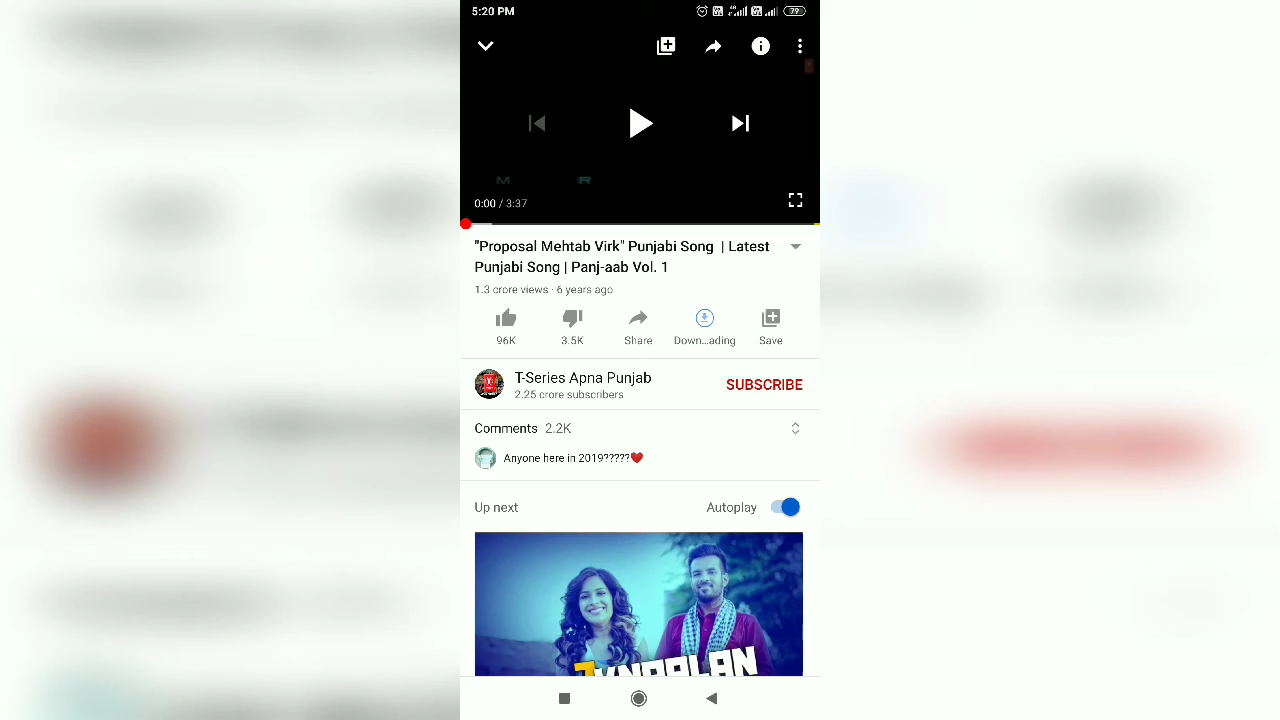 5:20 PM
79
M R
0:00 / 3:37
"Proposal Mehtab Virk" Punjabi Song | Latest
Punjabi Song | Panj-aab Vol. 1
1.3 crore views · 6 years ago
96K
3.5K
Share
Down...ading
Save
T-Series Apna Punjab
2.25 crore subscribers
SUBSCRIBE
Comments 2.2K
Anyone here in 2019?????❤️
Up next
Autoplay